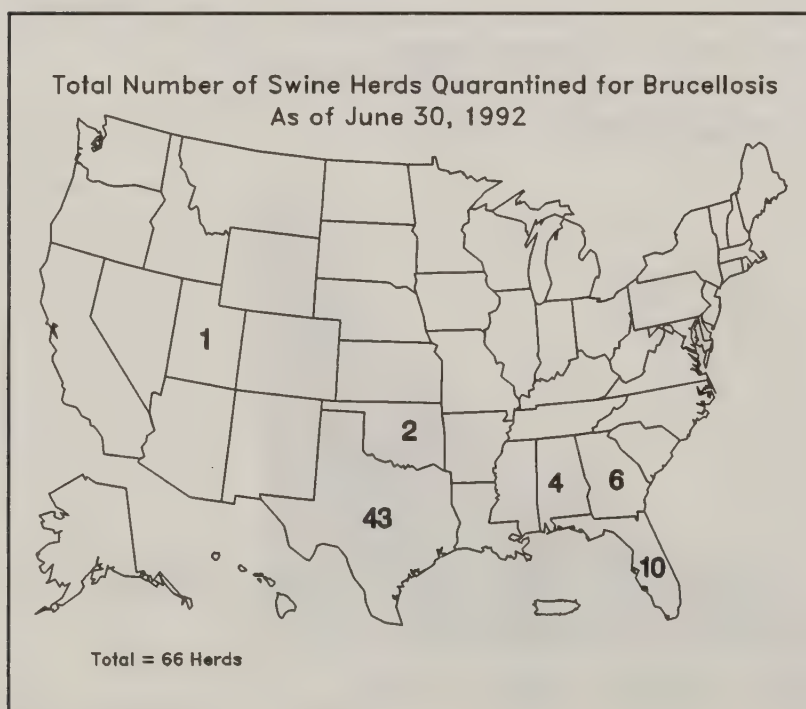 Total Number of Swine Herds Quarantined for Brucellosis
As of June 30, 1992
1
2
4
6
43
10
Total = 66 Herds